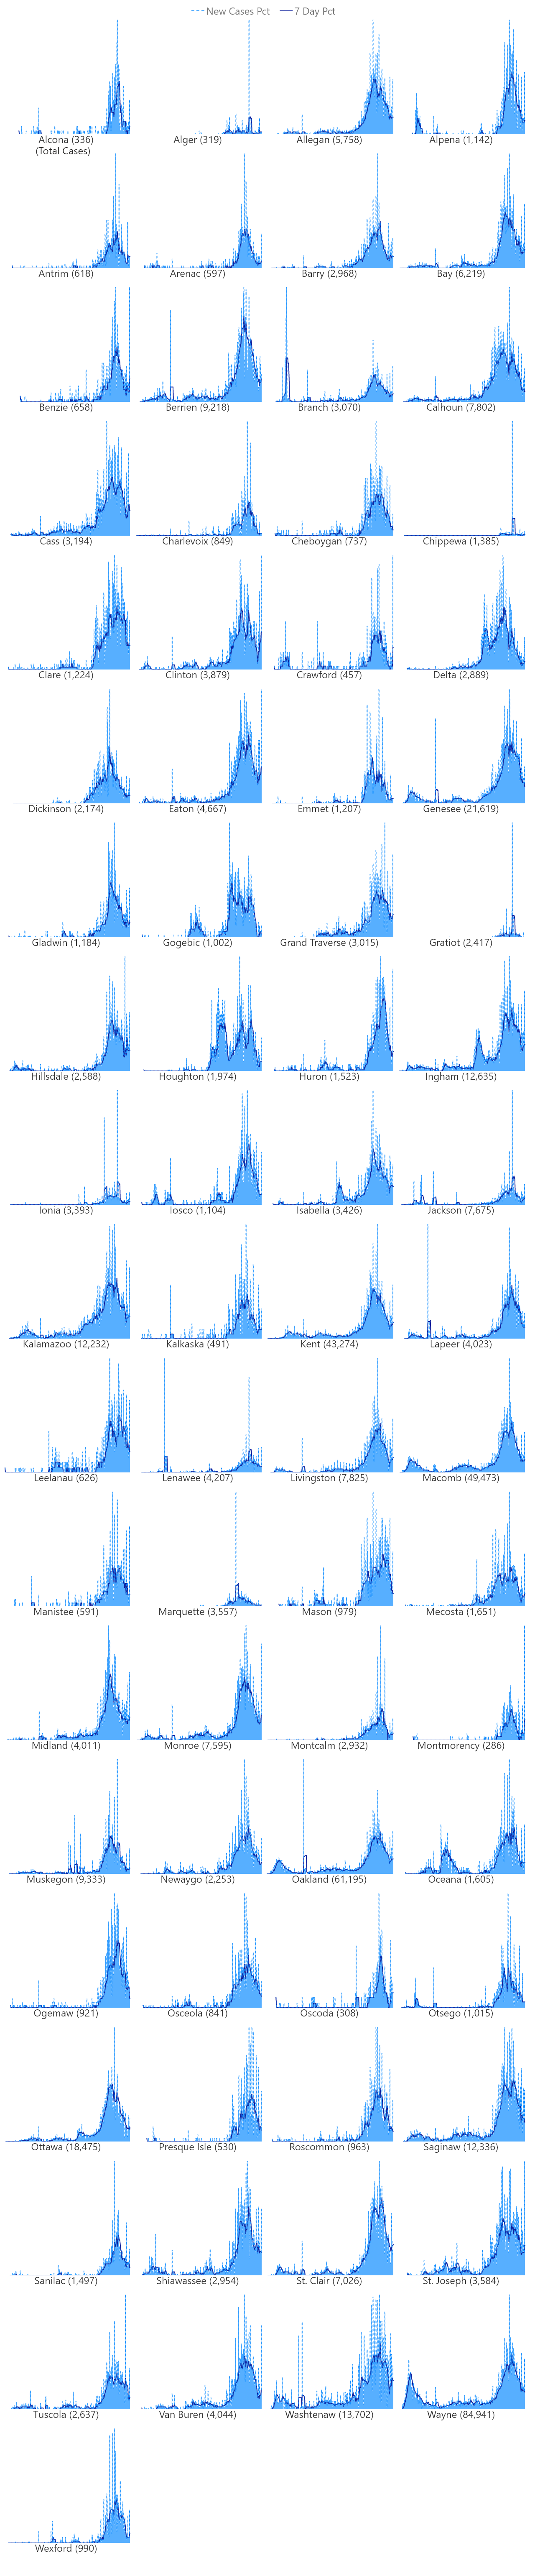 New Cases Pct 7 Day Pct
Alcona (336) Alger (319) Allegan (5,758) Alpena (1,142)
(Total Cases)
Antrim (618) Arenac (597) Barry (2,968) Bay (6,219)
Benzie (658) Berrien (9,218) Branch (3,070) Calhoun (7,802)
Cass (3,194) Charlevoix (849) Cheboygan (737) Chippewa (1,385)
Clare (1,224) Clinton (3,879) Crawford (457) Delta (2,889)
Dickinson (2,174) Eaton (4,667) Emmet (1,207) Genesee (21,619)
Gladwin (1,184) Gogebic (1,002) Grand Traverse (3,015) Gratiot (2,417)
Hillsdale (2,588) Houghton (1,974) Huron (1,523) Ingham (12,635)
Ionia (3,393) Iosco (1,104) Isabella (3,426) Jackson (7,675)
Kalamazoo (12,232) Kalkaska (491) Kent (43,274) Lapeer (4,023)
Leelanau (626) Lenawee (4,207) Livingston (7,825) Macomb (49,473)
Manistee (591) Marquette (3,557) Mason (979) Mecosta (1,651)
Midland (4,011) Monroe (7,595) Montcalm (2,932) Montmorency (286)
Muskegon (9,333) Newaygo (2,253) Oakland (61,195) Oceana (1,605)
Ogemaw (921) Osceola (841) Oscoda (308) Otsego (1,015)
Ottawa (18,475) Presque Isle (530) Roscommon (963) Saginaw (12,336)
Sanilac (1,497) Shiawassee (2,954) St. Clair (7,026) St. Joseph (3,584)
Tuscola (2,637) Van Buren (4,044) Washtenaw (13,702) Wayne (84,941)
Wexford (990)